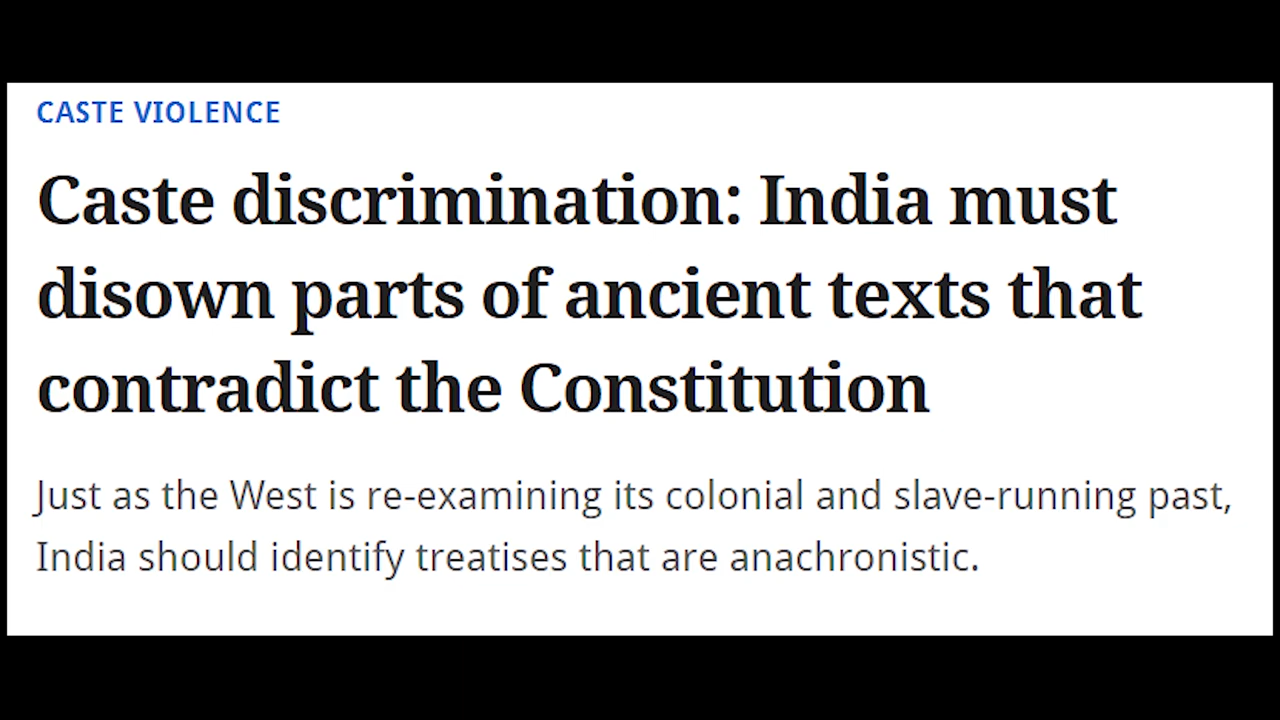 CASTE VIOLENCE
Caste discrimination: India must
disown parts of ancient texts that
contradict the Constitution
Just as the West is re-examining its colonial and slave-running past,
India should identify treatises that are anachronistic.